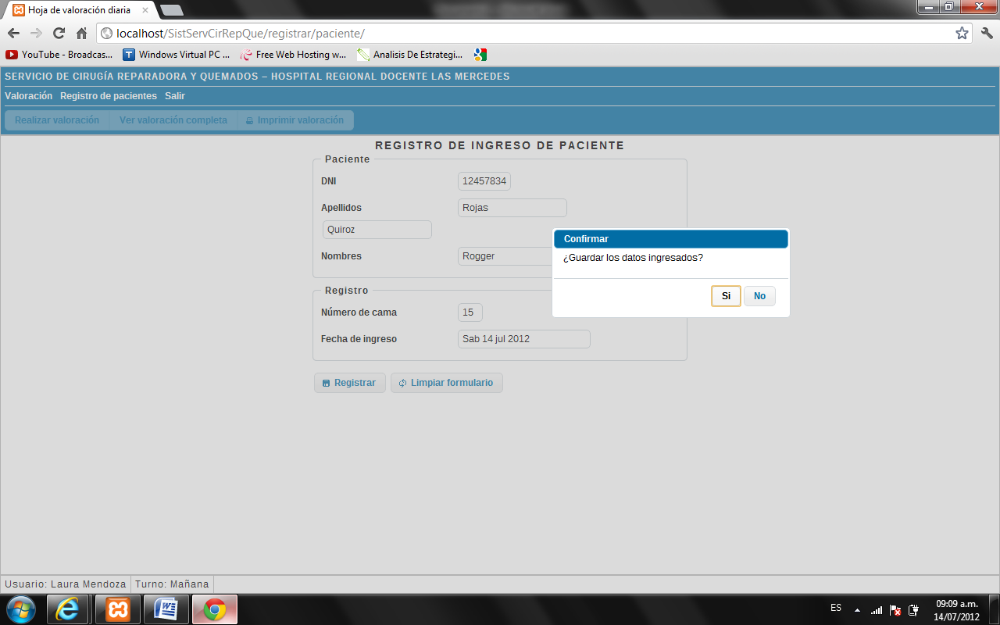 Hoja de valoración diaria
localhost/SistServCirRepQue/registrar/paciente/
YouTube - Broadcas... Windows Virtual PC ... Free Web Hosting w... Analisis De Estrategi...
SERVICIO DE CIRUGÍA REPARADORA Y QUEMADOS – HOSPITAL REGIONAL DOCENTE LAS MERCEDES
Valoración Registro de pacientes Salir
Realizar valoración Ver valoración completa Imprimir valoración
REGISTRO DE INGRESO DE PACIENTE
Paciente
DNI 12457834
Apellidos Rojas
Quiroz
Nombres Rogger
Confirmar
¿Guardar los datos ingresados?
Si No
Registro
Número de cama 15
Fecha de ingreso Sab 14 jul 2012
Registrar Limpiar formulario
Usuario: Laura Mendoza Turno: Mañana
ES 09:09 a.m.
14/07/2012